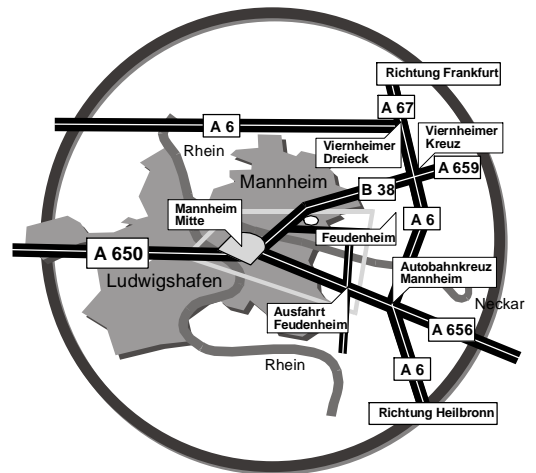 Richtung Frankfurt
A 67
A 6
Rhein
Viernheimer
Dreieck
Viernheimer
Kreuz
A 659
Mannheim
B 38
Mannheim
Mitte
A 6
Feudenheim
A 650
Ludwigshafen
Autobahnkreuz
Mannheim
Neckar
Ausfahrt
Feudenheim
A 656
Rhein
A 6
Richtung Heilbronn